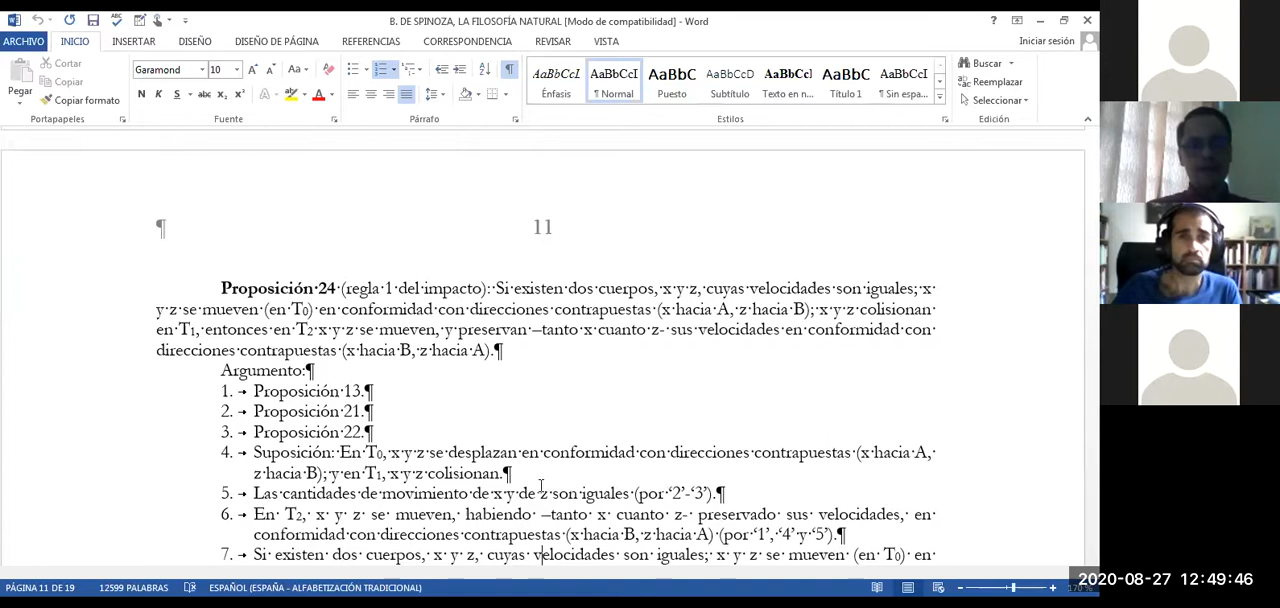 B. DE SPINOZA, LA FILOSOFÍA NATURAL [Modo de compatibilidad] - Word
ARCHIVO INICIO INSERTAR DISEÑO DISEÑO DE PÁGINA REFERENCIAS CORRESPONDENCIA REVISAR VISTA Iniciar sesión
Pegar
Cortar
Copiar
Copiar formato
Portapapeles
Garamond 10
N K S abc x₂ x²
Fuente
Párrafo
AaBbCcI Énfasis
AaBbCcI ¶ Normal
AaBbC Puesto
AaBbCcD Subtítulo
AaBbCc Texto en n...
AaBbC Título 1
AaBbCcI ¶ Sin espa...
Estilos
Buscar
Reemplazar
Seleccionar
Edición
¶ 11
Proposición·24·(regla·1·del·impacto):·Si·existen·dos·cuerpos,·x·y·z,·cuyas·velocidades·son·iguales;·x·
y·z·se·mueven·(en·T₀)·en·conformidad·con·direcciones·contrapuestas·(x·hacia·A,·z·hacia·B);·x·y·z·colisionan·
en·T₁,·entonces·en·T₂·x·y·z·se·mueven,·y·preservan·–tanto·x·cuanto·z-·sus·velocidades·en·conformidad·con·
direcciones·contrapuestas·(x·hacia·B,·z·hacia·A).¶
Argumento:¶
1.→Proposición·13.¶
2.→Proposición·21.¶
3.→Proposición·22.¶
4.→Suposición:·En·T₀,·x·y·z·se·desplazan·en·conformidad·con·direcciones·contrapuestas·(x·hacia·A,·
z·hacia·B);·y·en·T₁,·x·y·z·colisionan.¶
5.→Las·cantidades·de·movimiento·de·x·y·de·z·son·iguales·(por·‘2’-‘3’).¶
6.→En·T₂,·x·y·z·se·mueven,·habiendo·–tanto·x·cuanto·z-·preservado·sus·velocidades,·en·
conformidad·con·direcciones·contrapuestas·(x·hacia·B,·z·hacia·A)·(por·‘1’,·‘4’·y·‘5’).¶
7.→Si·existen·dos·cuerpos,·x·y·z,·cuyas·velocidades·son·iguales;·x·y·z·se·mueven·(en·T₀)·en·
PÁGINA 11 DE 19 12599 PALABRAS ESPAÑOL (ESPAÑA - ALFABETIZACIÓN TRADICIONAL) 170 %
2020-08-27 12:49:46